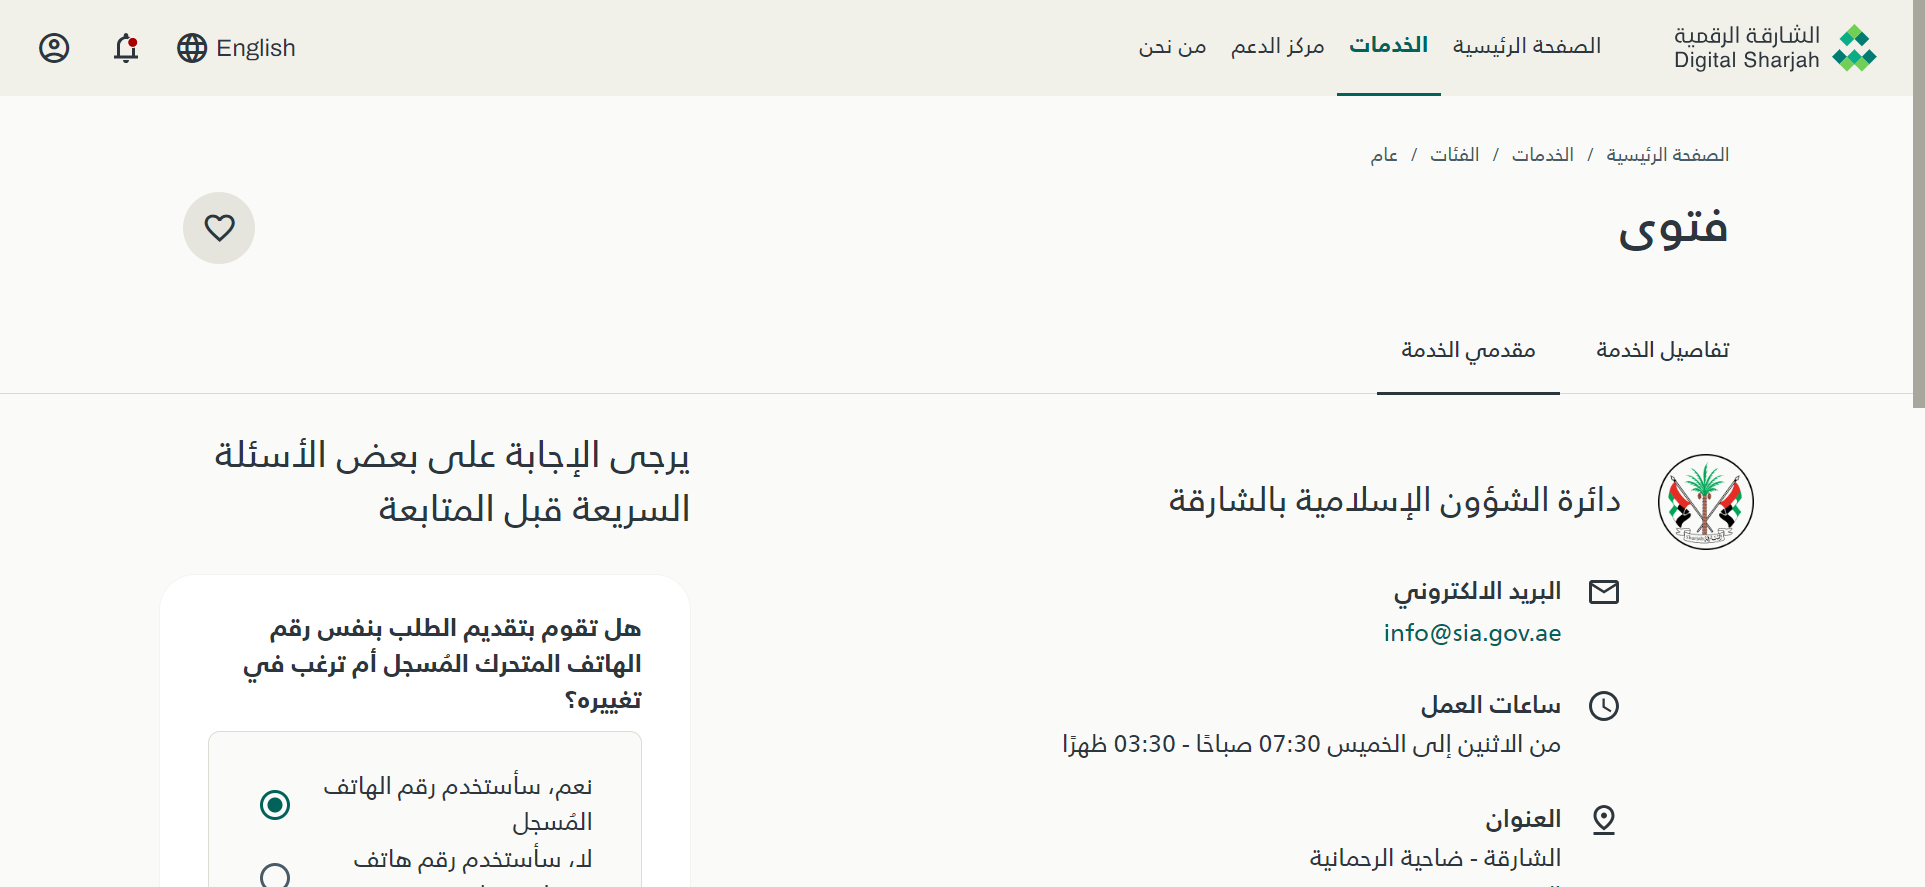 الشارقة الرقمية
Digital Sharjah
الصفحة الرئيسية
الخدمات
مركز الدعم
من نحن
English
الصفحة الرئيسية / الخدمات / الفئات / عام
فتوى
تفاصيل الخدمة
مقدمي الخدمة
دائرة الشؤون الإسلامية بالشارقة
البريد الالكتروني
info@sia.gov.ae
ساعات العمل
من الاثنين إلى الخميس 07:30 صباحًا - 03:30 ظهرًا
العنوان
الشارقة - ضاحية الرحمانية
يرجى الإجابة على بعض الأسئلة
السريعة قبل المتابعة
هل تقوم بتقديم الطلب بنفس رقم
الهاتف المتحرك المُسجل أم ترغب في
تغييره؟
نعم، سأستخدم رقم الهاتف
المُسجل
لا، سأستخدم رقم هاتف